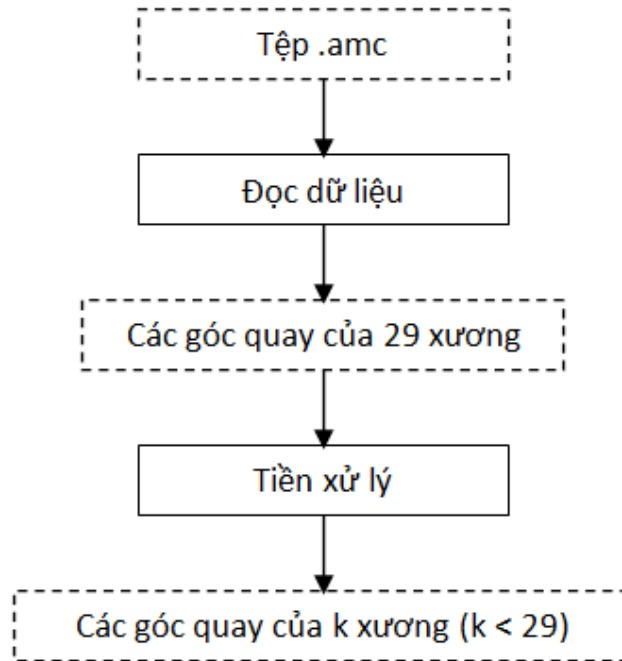 Tệp .amc
Đọc dữ liệu
Các góc quay của 29 xương
Tiền xử lý
Các góc quay của k xương (k < 29)